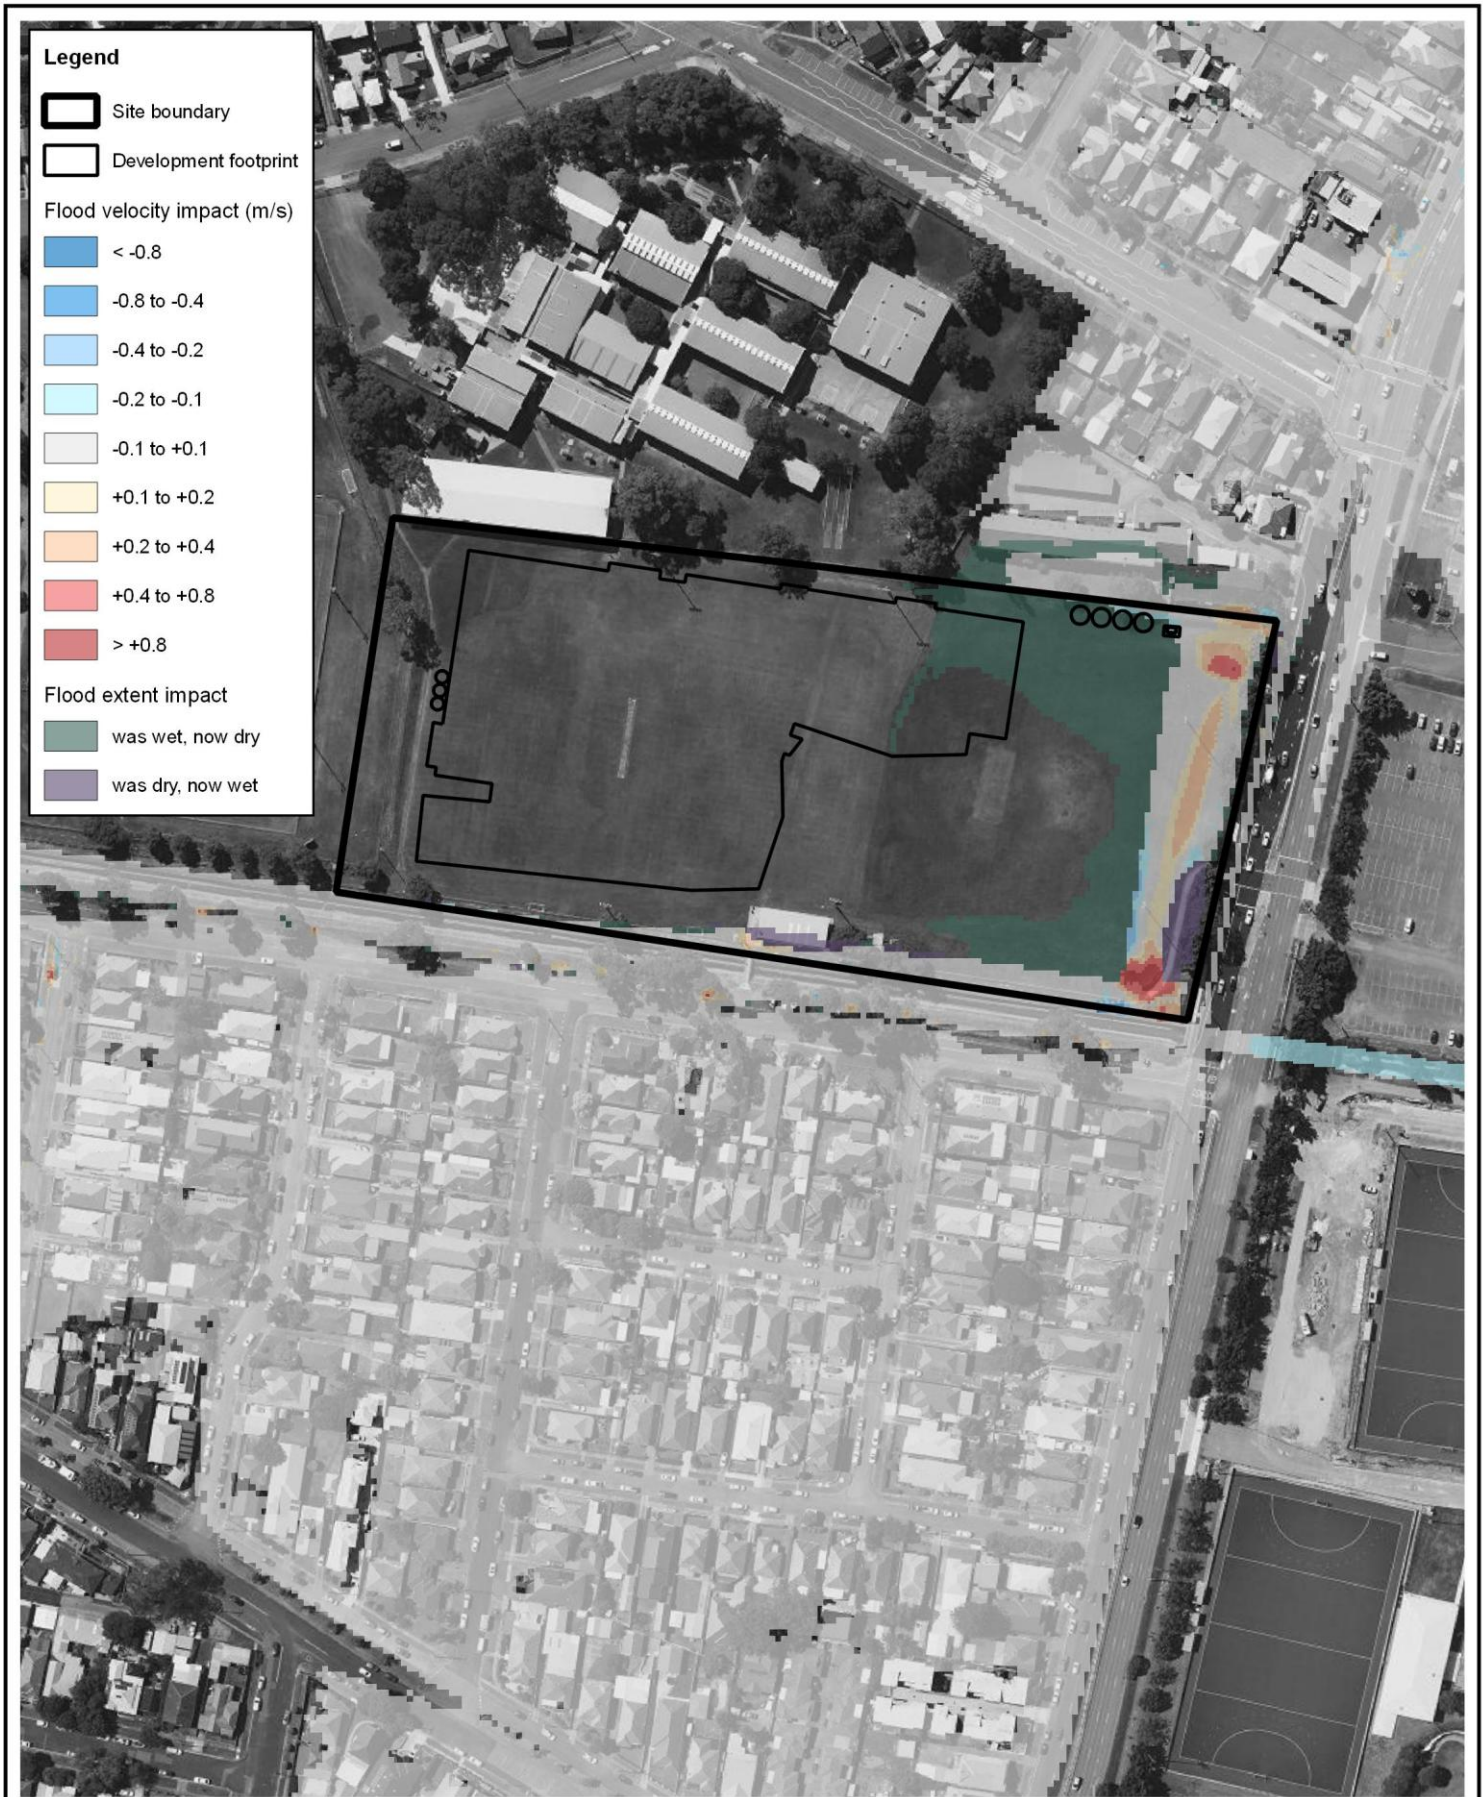 Legend
Site boundary
Development footprint
Flood velocity impact (m/s)
< -0.8
-0.8 to -0.4
-0.4 to -0.2
-0.2 to -0.1
-0.1 to +0.1
+0.1 to +0.2
+0.2 to +0.4
+0.4 to +0.8
> +0.8
Flood extent impact
was wet, now dry
was dry, now wet